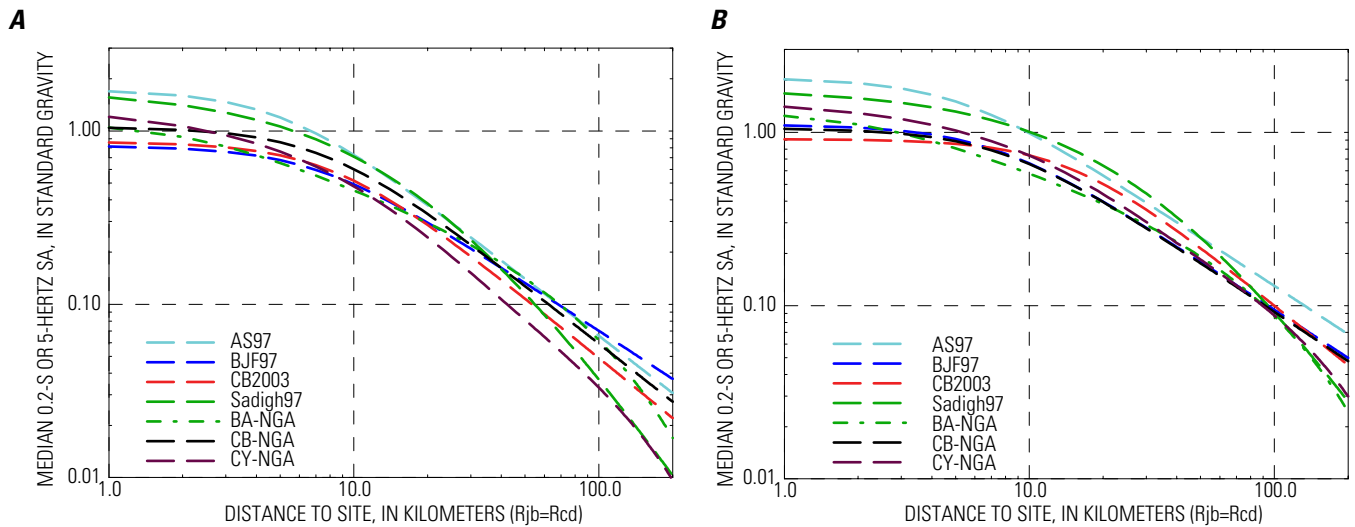 A
MEDIAN 0.2-S OR 5-HERTZ SA, IN STANDARD GRAVITY
1.00
0.10
0.01
AS97
BJF97
CB2003
Sadigh97
BA-NGA
CB-NGA
CY-NGA
1.0
10.0
100.0
DISTANCE TO SITE, IN KILOMETERS (Rjb=Rcd)
B
MEDIAN 0.2-S OR 5-HERTZ SA, IN STANDARD GRAVITY
1.00
0.10
0.01
AS97
BJF97
CB2003
Sadigh97
BA-NGA
CB-NGA
CY-NGA
1.0
10.0
100.0
DISTANCE TO SITE, IN KILOMETERS (Rjb=Rcd)